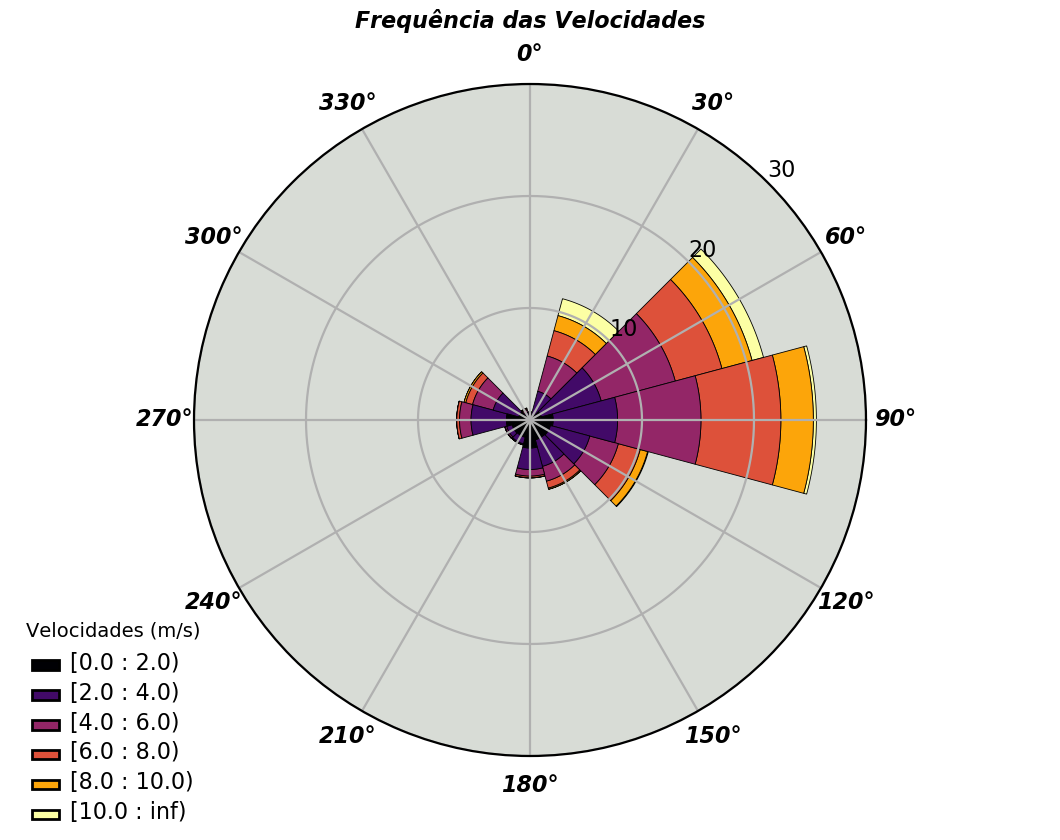 Frequência das Velocidades
0°
330°
30°
30
300°
60°
20
10
270°
90°
240°
120°
210°
150°
180°
Velocidades (m/s)
[0.0 : 2.0)
[2.0 : 4.0)
[4.0 : 6.0)
[6.0 : 8.0)
[8.0 : 10.0)
[10.0 : inf)